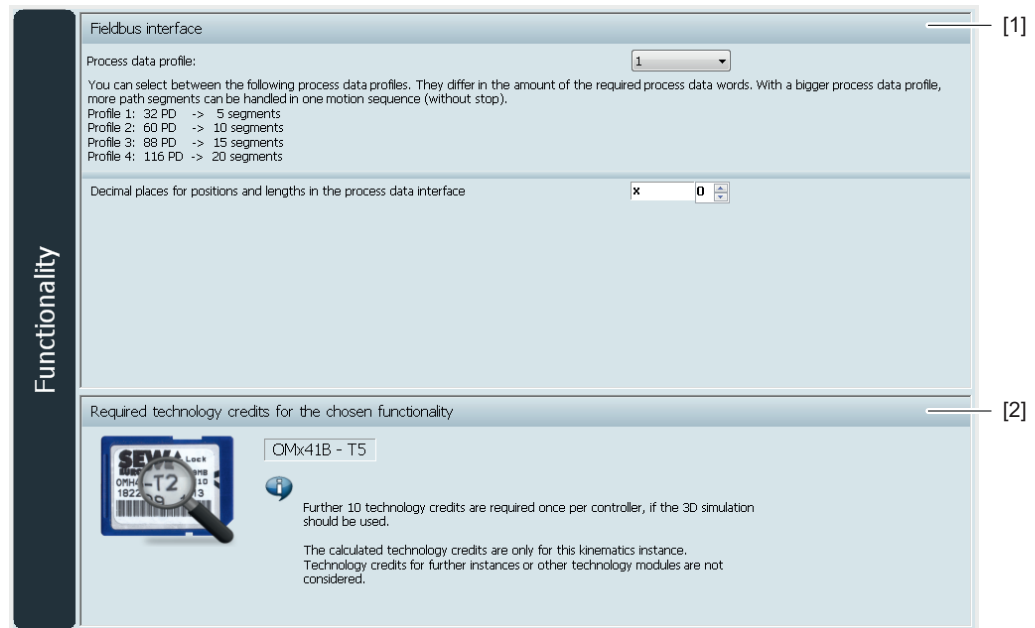 Fieldbus interface
[1]
Process data profile:
1
You can select between the following process data profiles. They differ in the amount of the required process data words. With a bigger process data profile,
more path segments can be handled in one motion sequence (without stop).
Profile 1: 32 PD -> 5 segments
Profile 2: 60 PD -> 10 segments
Profile 3: 88 PD -> 15 segments
Profile 4: 116 PD -> 20 segments
Decimal places for positions and lengths in the process data interface
x 0
Functionality
Required technology credits for the chosen functionality
[2]
SEW
Lock
-T2
OMx41B - T5
Further 10 technology credits are required once per controller, if the 3D simulation
should be used.
The calculated technology credits are only for this kinematics instance.
Technology credits for further instances or other technology modules are not
considered.